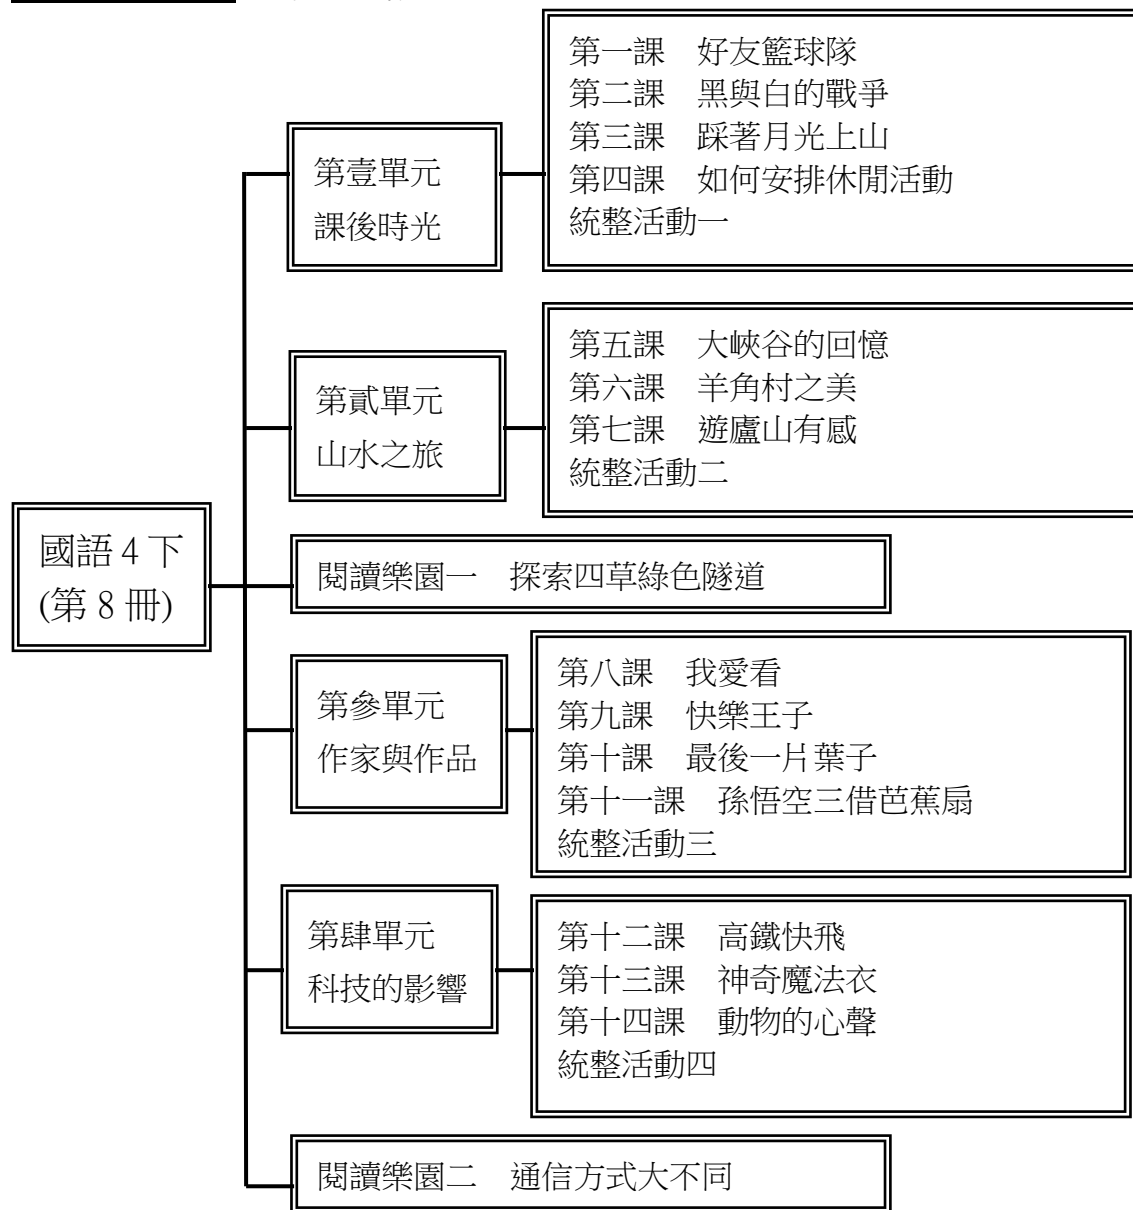 國語 4 下
(第 8 冊)
第壹單元
課後時光
第一課　好友籃球隊
第二課　黑與白的戰爭
第三課　踩著月光上山
第四課　如何安排休閒活動
統整活動一
第貳單元
山水之旅
第五課　大峽谷的回憶
第六課　羊角村之美
第七課　遊廬山有感
統整活動二
閱讀樂園一　探索四草綠色隧道
第參單元
作家與作品
第八課　我愛看
第九課　快樂王子
第十課　最後一片葉子
第十一課　孫悟空三借芭蕉扇
統整活動三
第肆單元
科技的影響
第十二課　高鐵快飛
第十三課　神奇魔法衣
第十四課　動物的心聲
統整活動四
閱讀樂園二　通信方式大不同